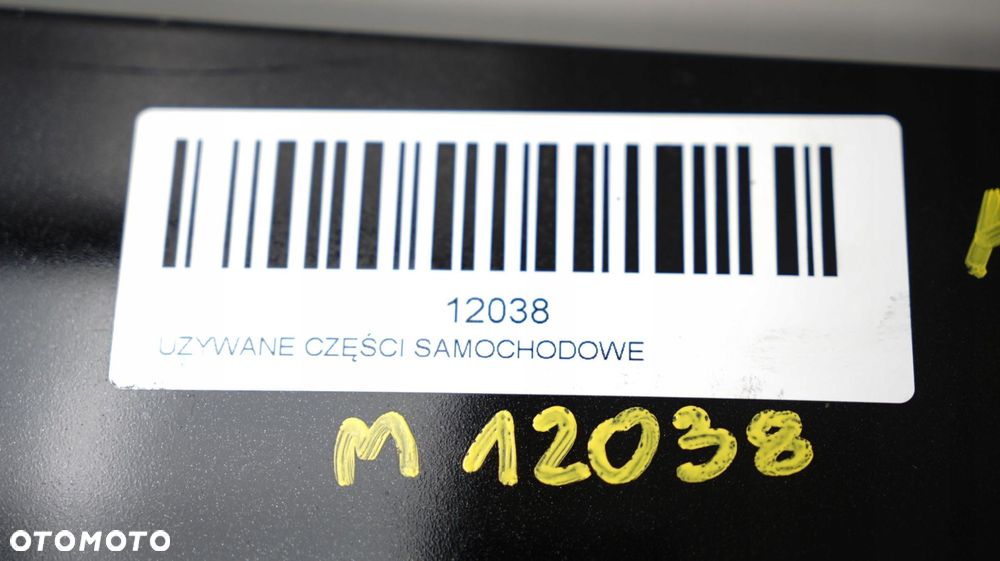 12038
UZYWANE CZĘŚCI SAMOCHODOWE
M 12038
OTOMOTO